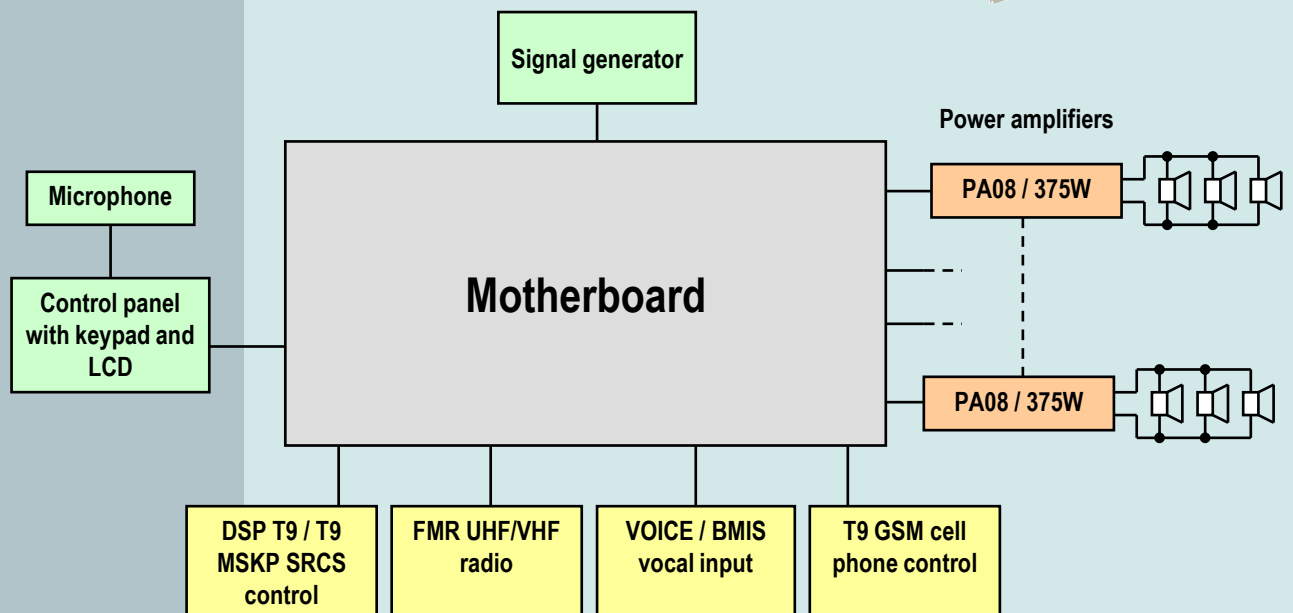 Signal generator
Power amplifiers
PA08 / 375W
Microphone
Control panel
with keypad and
LCD
Motherboard
PA08 / 375W
DSP T9 / T9
MSKP SRCS
control
FMR UHF/VHF
radio
VOICE / BMIS
vocal input
T9 GSM cell
phone control